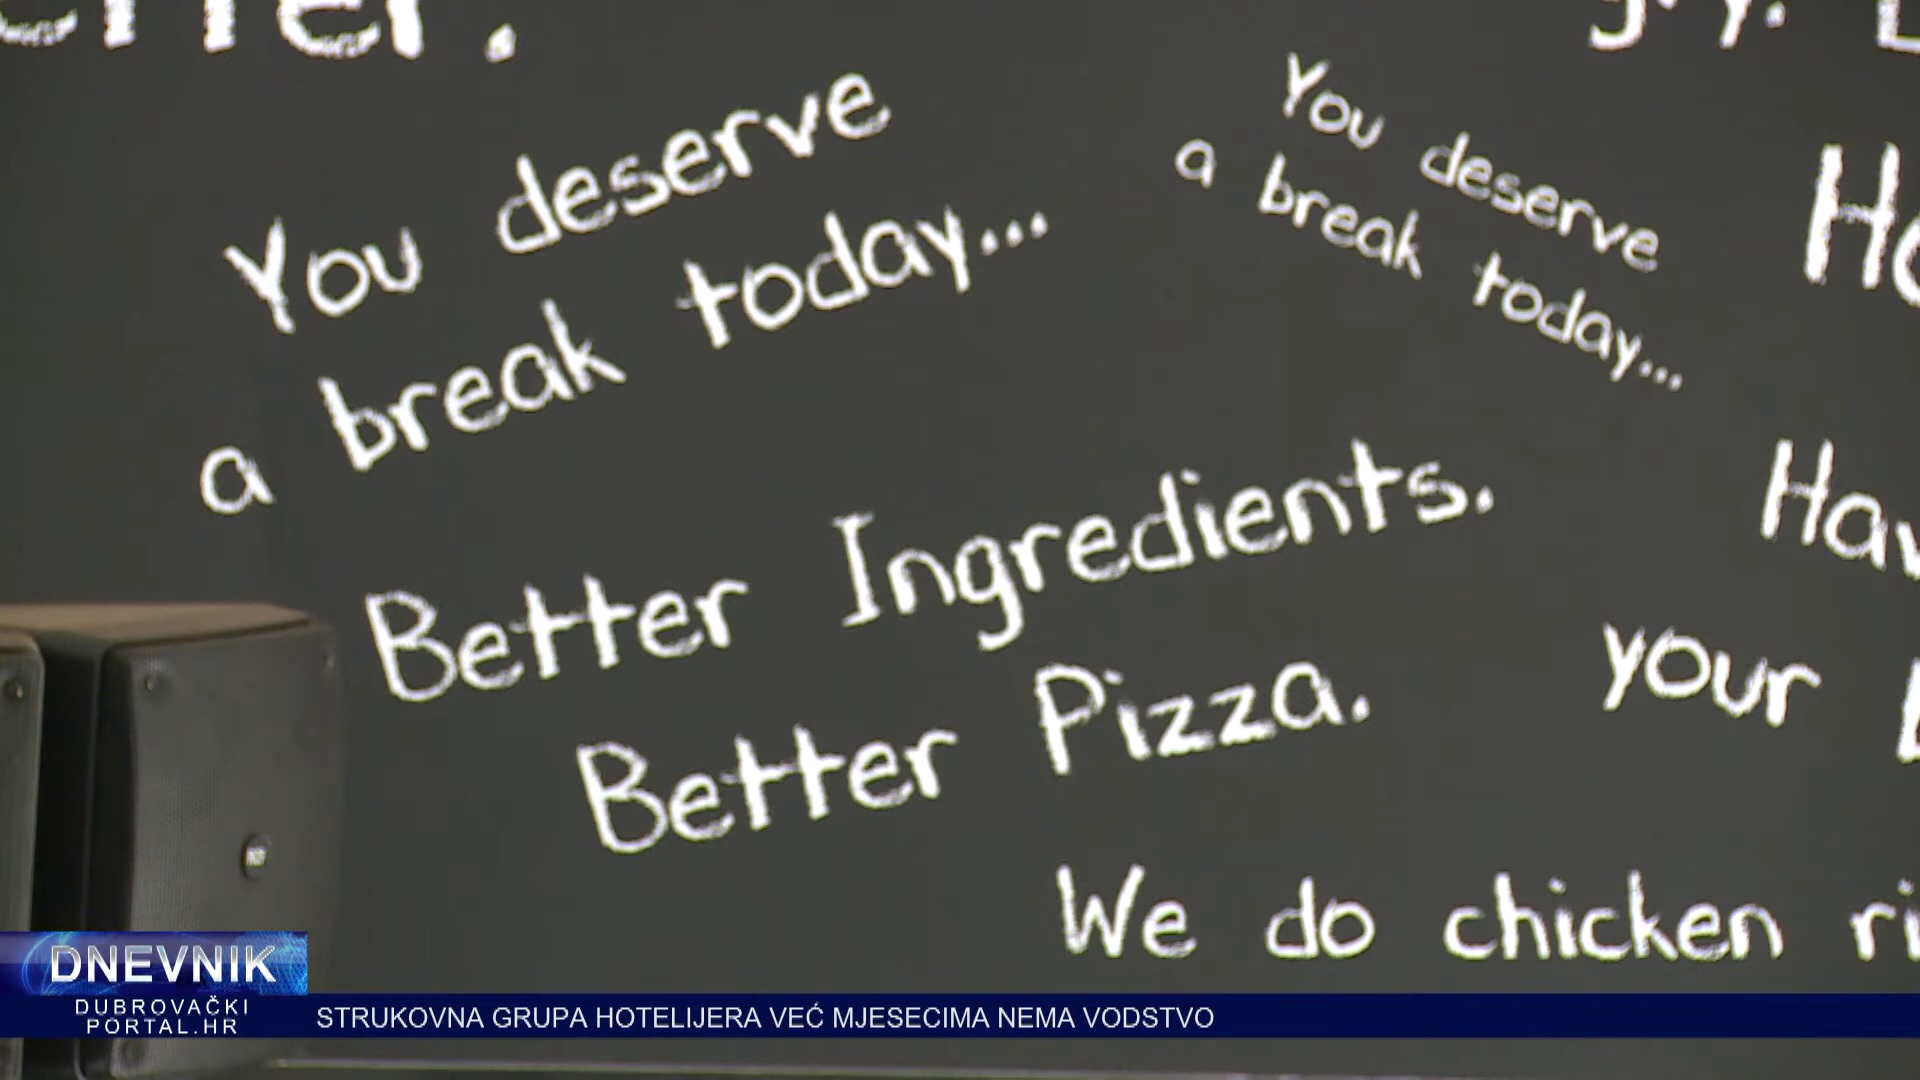 You deserve
a break today...
You deserve
a break today...
Better Ingredients.
Better Pizza.
your
We do chicken
DNEVNIK
DUBROVAČKI
PORTAL.HR
STRUKOVNA GRUPA HOTELIJERA VEĆ MJESECIMA NEMA VODSTVO